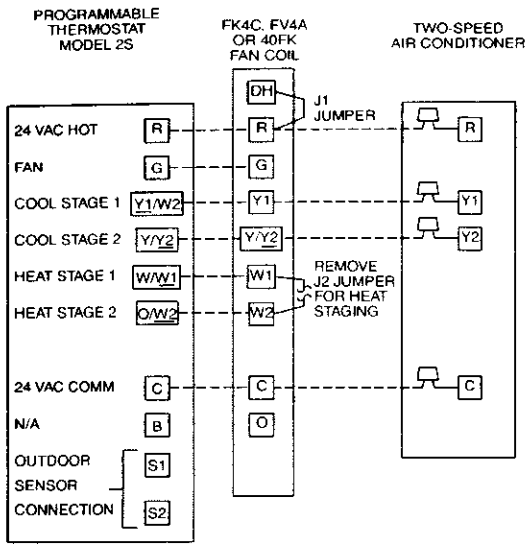 PROGRAMMABLE
THERMOSTAT
MODEL 2S
FK4C, FV4A
OR 40FK
FAN COIL
TWO-SPEED
AIR CONDITIONER
DH
J1
JUMPER
24 VAC HOT R R R
FAN G G
COOL STAGE 1 Y1/W2 Y1 Y1
COOL STAGE 2 Y/Y2 Y/Y2 Y2
HEAT STAGE 1 W/W1 W1
REMOVE
J2 JUMPER
FOR HEAT
STAGING
HEAT STAGE 2 O/W2 W2
24 VAC COMM C C C
N/A B O
OUTDOOR S1
SENSOR
CONNECTION S2